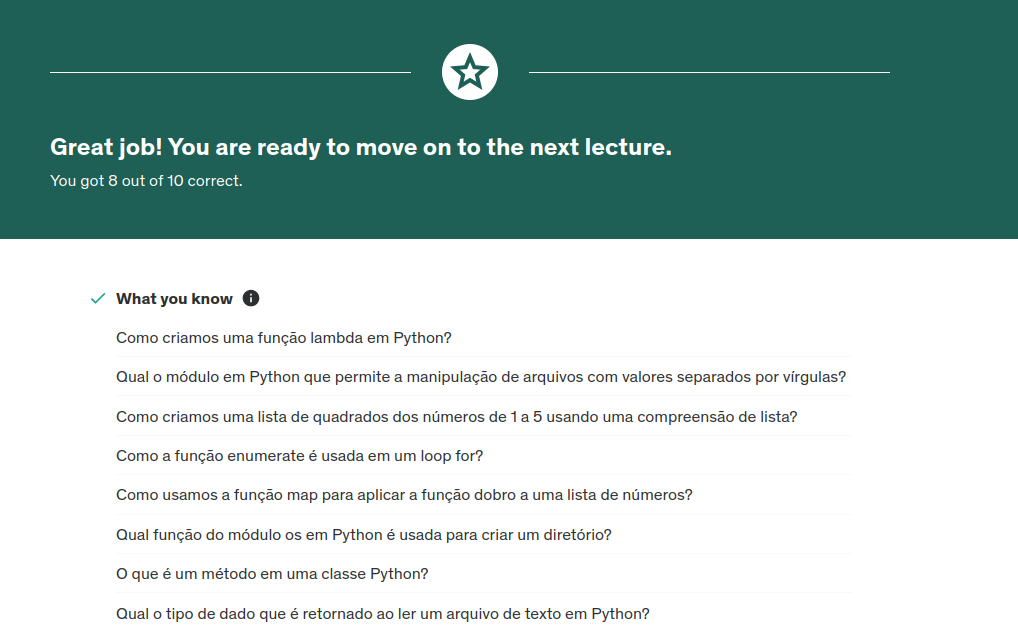 Great job! You are ready to move on to the next lecture.
You got 8 out of 10 correct.
What you know
Como criamos uma função lambda em Python?
Qual o módulo em Python que permite a manipulação de arquivos com valores separados por vírgulas?
Como criamos uma lista de quadrados dos números de 1 a 5 usando uma compreensão de lista?
Como a função enumerate é usada em um loop for?
Como usamos a função map para aplicar a função dobro a uma lista de números?
Qual função do módulo os em Python é usada para criar um diretório?
O que é um método em uma classe Python?
Qual o tipo de dado que é retornado ao ler um arquivo de texto em Python?